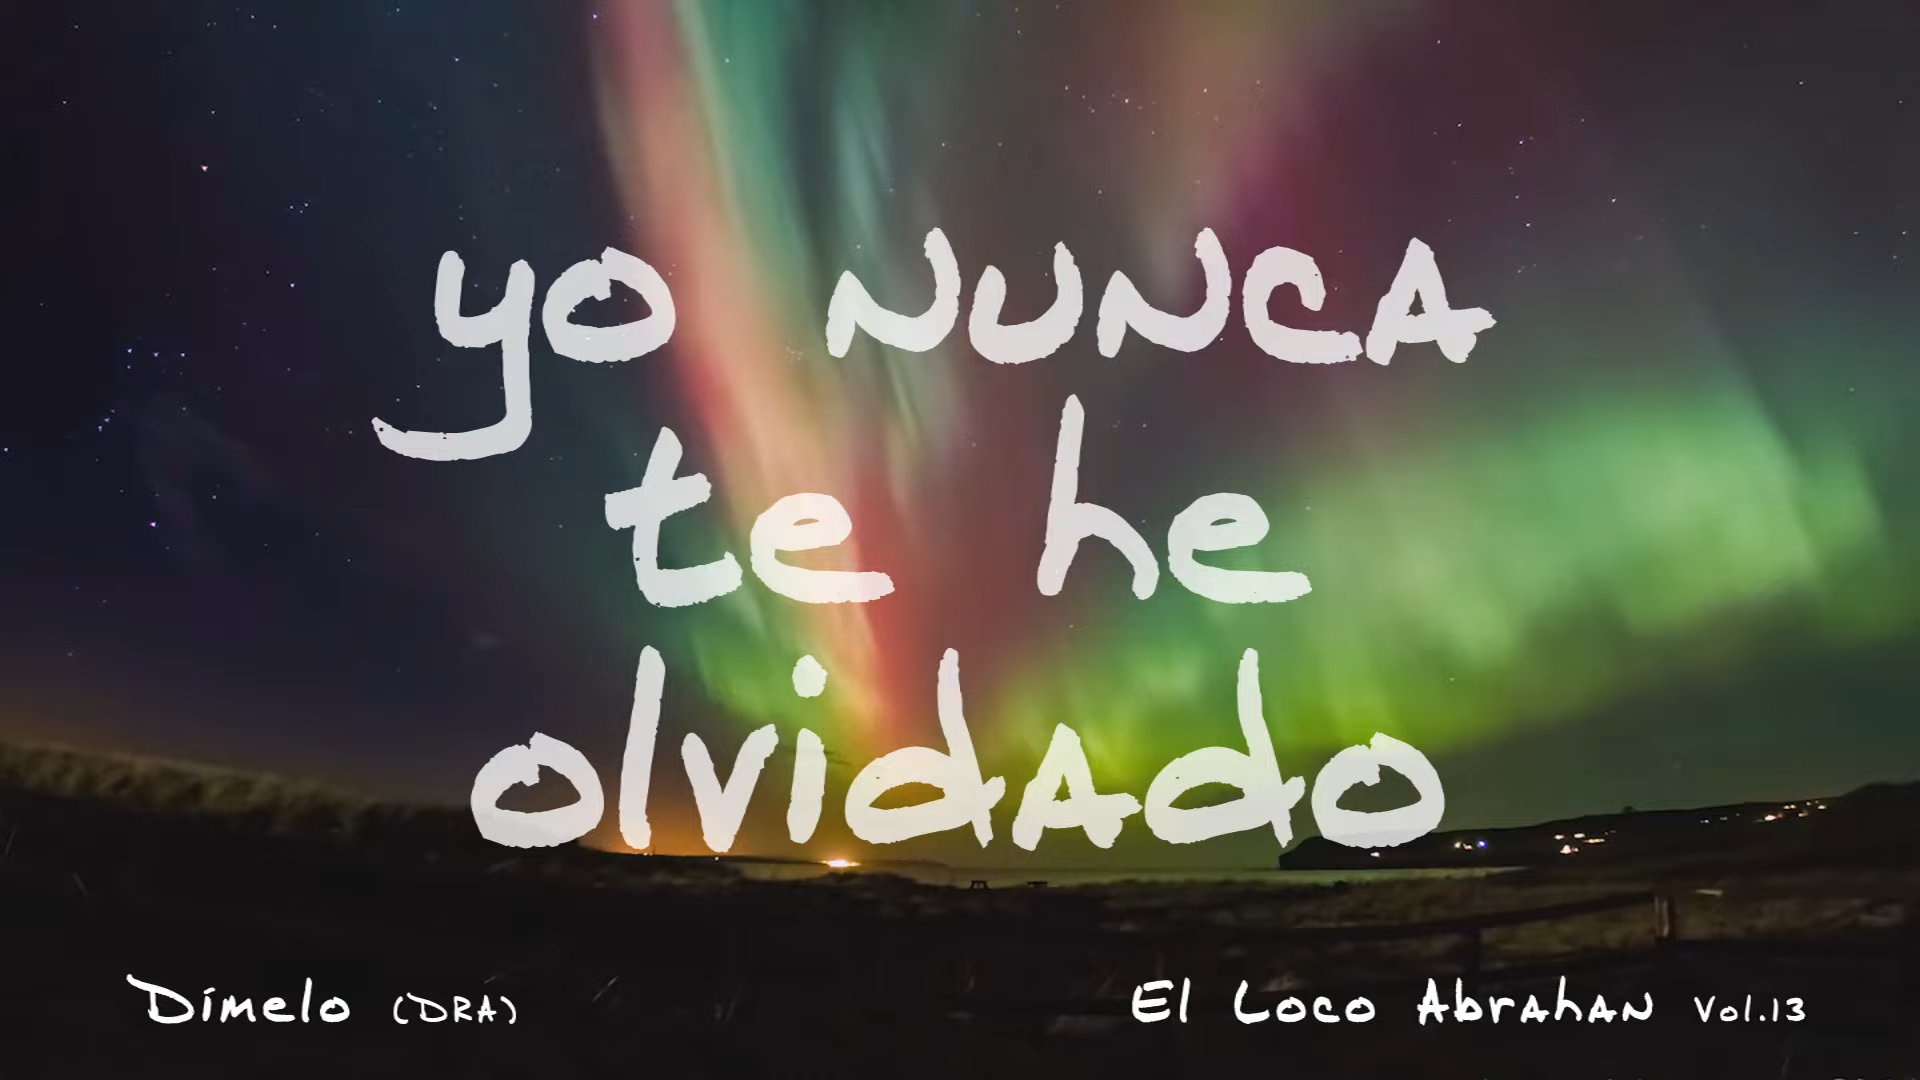 yo nunca
te he
olvidado
Dímelo (DRA)
El Loco Abrahan Vol.13